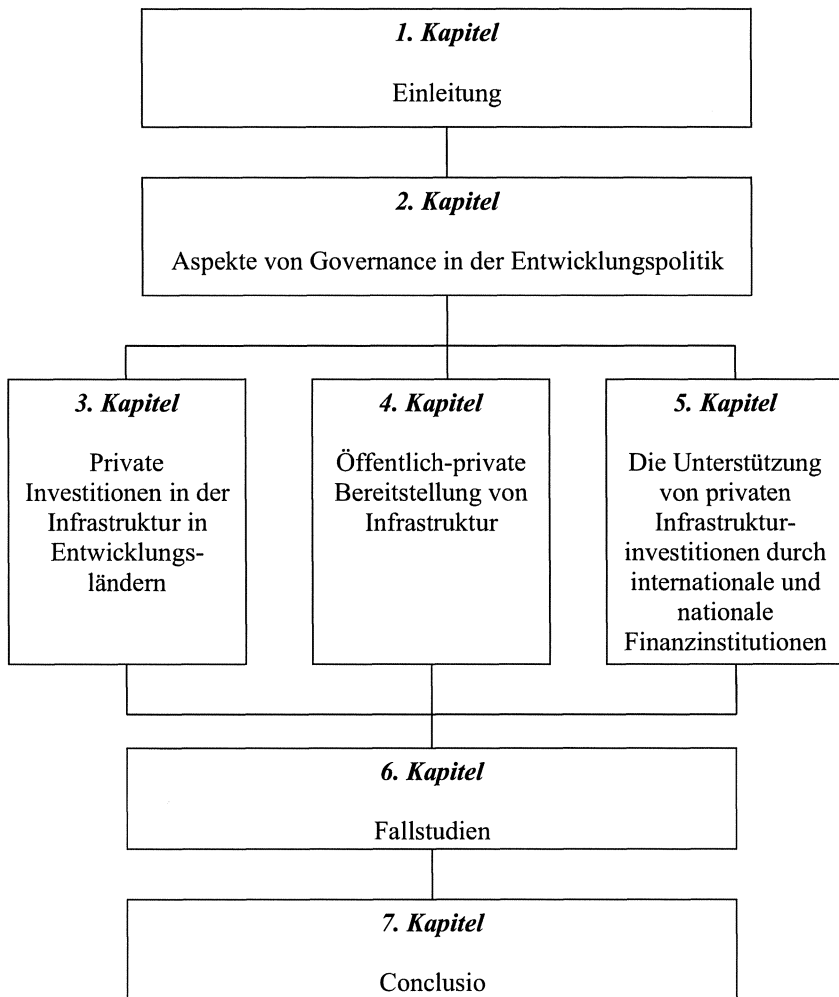 1. Kapitel
Einleitung
2. Kapitel
Aspekte von Governance in der Entwicklungspolitik
3. Kapitel
Private
Investitionen in der
Infrastruktur in
Entwicklungs-
ländern
4. Kapitel
Öffentlich-private
Bereitstellung von
Infrastruktur
5. Kapitel
Die Unterstützung
von privaten
Infrastruktur-
investitionen durch
internationale und
nationale
Finanzinstitutionen
6. Kapitel
Fallstudien
7. Kapitel
Conclusio